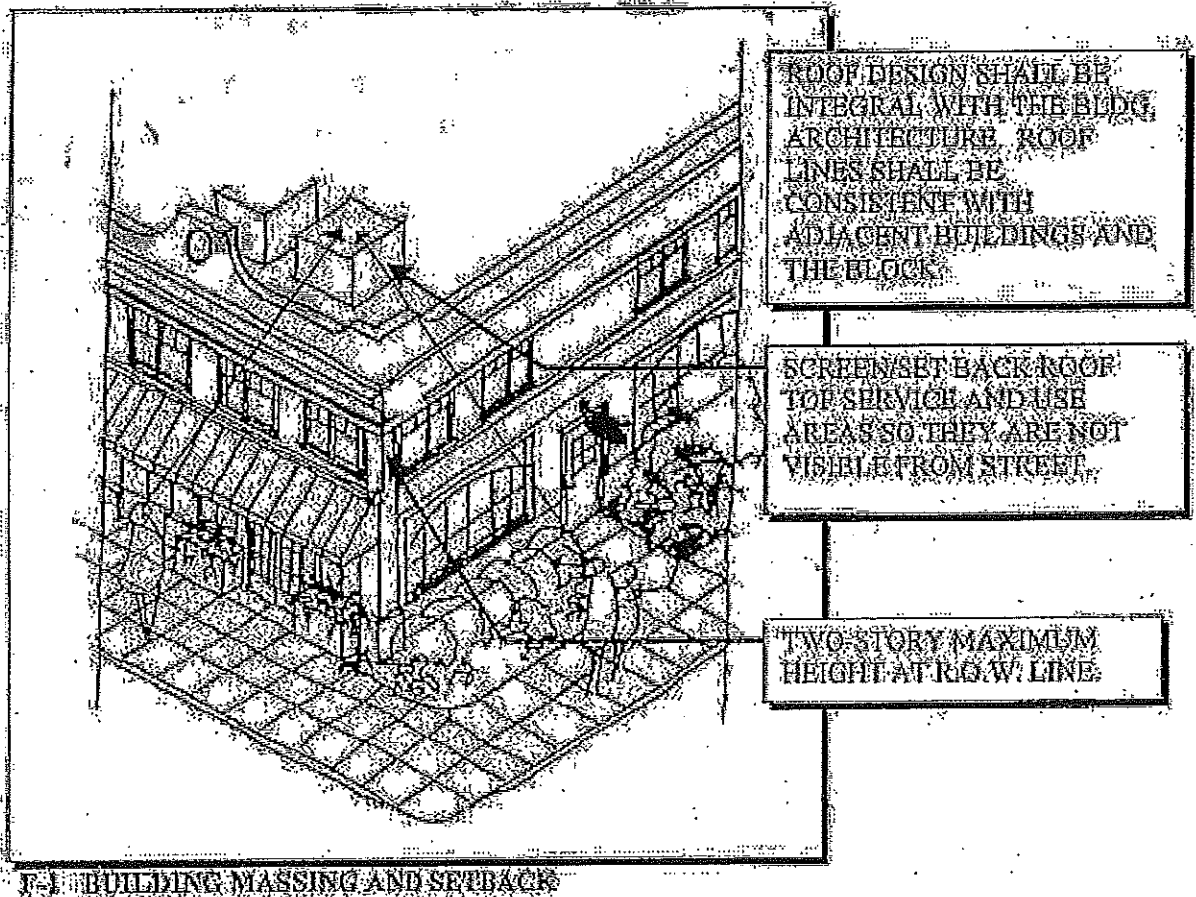 ROOF DESIGN SHALL BE
INTEGRAL WITH THE BLDG.
ARCHITECTURE. ROOF
LINES SHALL BE
CONSISTENT WITH
ADJACENT BUILDINGS AND
THE BLOCK.
SCREEN/SET BACK ROOF
TOP SERVICE AND USE
AREAS SO THEY ARE NOT
VISIBLE FROM STREET.
TWO-STORY MAXIMUM
HEIGHT AT R.O.W. LINE.
F-1 BUILDING MASSING AND SETBACK